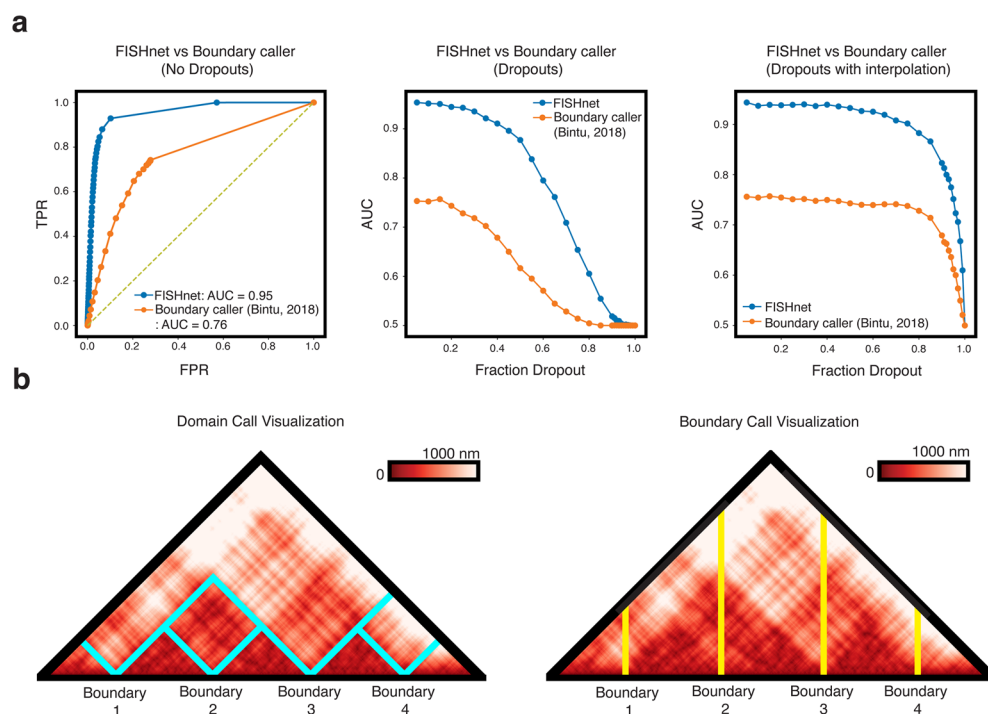 a
FISHnet vs Boundary caller
(No Dropouts)
FISHnet vs Boundary caller
(Dropouts)
FISHnet vs Boundary caller
(Dropouts with interpolation)
TPR
1.0
0.8
0.6
0.4
0.2
0.0
0.0
0.2
0.4
0.6
0.8
1.0
FPR
FISHnet: AUC = 0.95
Boundary caller (Bintu, 2018)
: AUC = 0.76
AUC
0.9
0.8
0.7
0.6
0.5
0.2
0.4
0.6
0.8
1.0
Fraction Dropout
FISHnet
Boundary caller
(Bintu, 2018)
AUC
0.9
0.8
0.7
0.6
0.5
0.2
0.4
0.6
0.8
1.0
Fraction Dropout
FISHnet
Boundary caller (Bintu, 2018)
b
Domain Call Visualization
0
1000 nm
Boundary
1
Boundary
2
Boundary
3
Boundary
4
Boundary Call Visualization
0
1000 nm
Boundary
1
Boundary
2
Boundary
3
Boundary
4